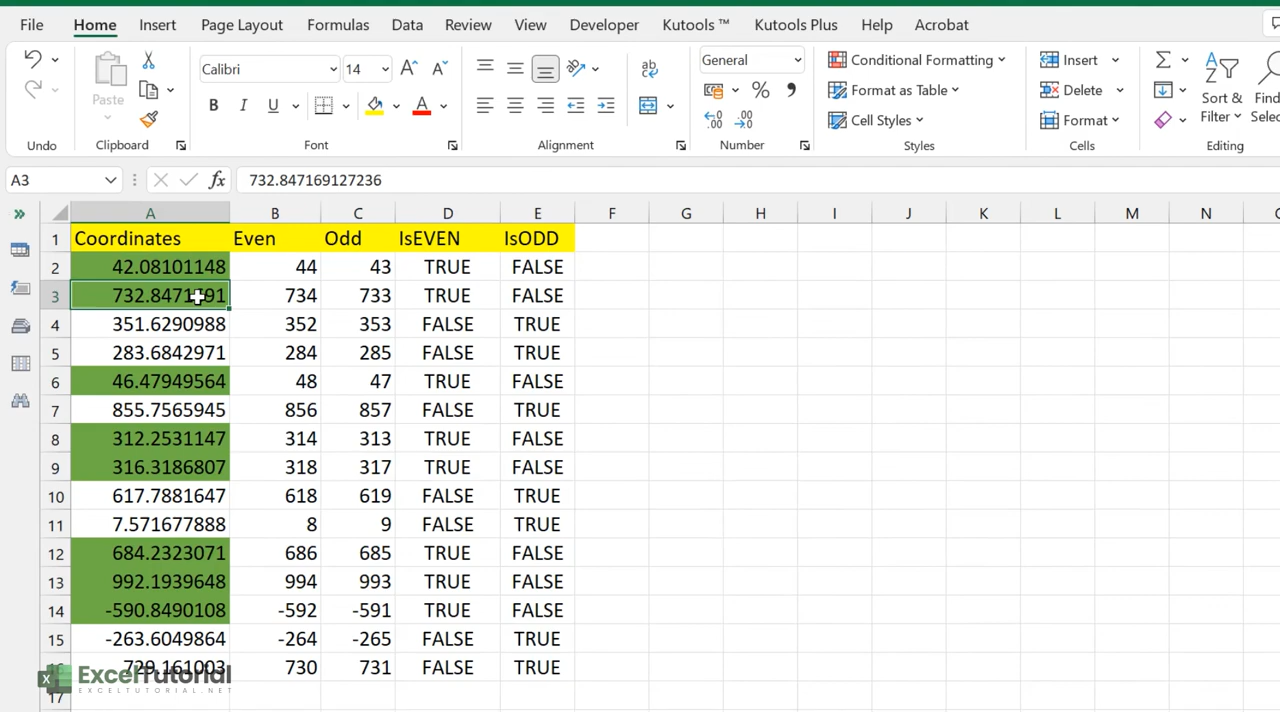 File Home Insert Page Layout Formulas Data Review View Developer Kutools ™ Kutools Plus Help Acrobat
Paste
Calibri 14
B I U A
ab
General
% 9
Conditional Formatting
Format as Table
Cell Styles
Insert
Delete
Format
Sort &
Filter
Find
Selec
Undo Clipboard Font Alignment Number Styles Cells Editing
A3 fx 732.847169127236
A B C D E F G H I J K L M N
1 Coordinates Even Odd IsEVEN IsODD
2 42.08101148 44 43 TRUE FALSE
3 732.8471 91 734 733 TRUE FALSE
4 351.6290988 352 353 FALSE TRUE
5 283.6842971 284 285 FALSE TRUE
6 46.47949564 48 47 TRUE FALSE
7 855.7565945 856 857 FALSE TRUE
8 312.2531147 314 313 TRUE FALSE
9 316.3186807 318 317 TRUE FALSE
10 617.7881647 618 619 FALSE TRUE
11 7.571677888 8 9 FALSE TRUE
12 684.2323071 686 685 TRUE FALSE
13 992.1939648 994 993 TRUE FALSE
14 -590.8490108 -592 -591 TRUE FALSE
15 -263.6049864 -264 -265 FALSE TRUE
16 729.161003 730 731 FALSE TRUE
ExcelTutorial
EXCELTUTORIAL.NET
17